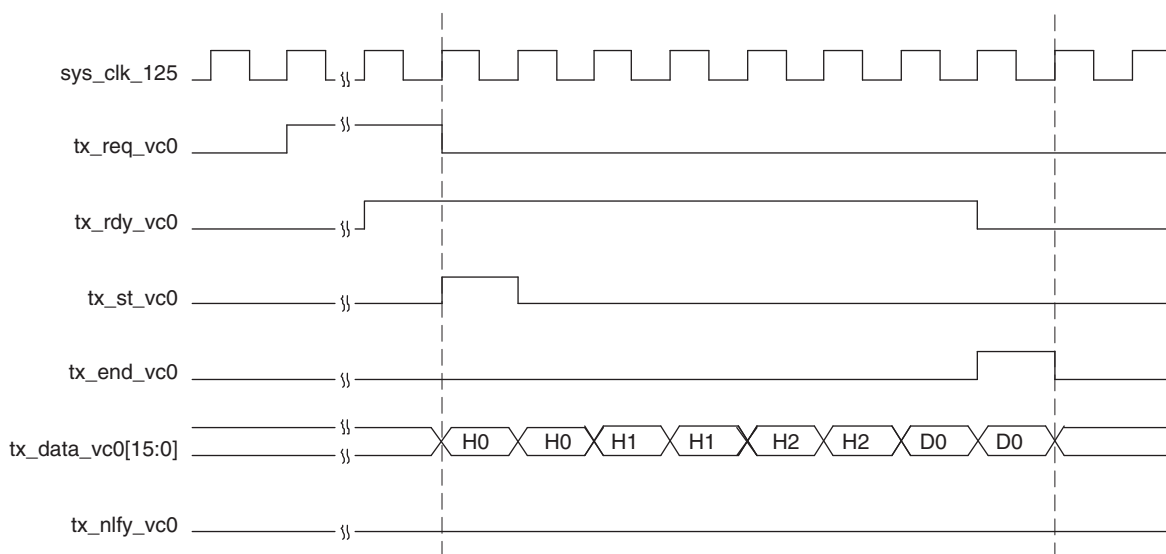 sys_clk_125
tx_req_vc0
tx_rdy_vc0
tx_st_vc0
tx_end_vc0
tx_data_vc0[15:0] H0 H0 H1 H1 H2 H2 D0 D0
tx_nlfy_vc0